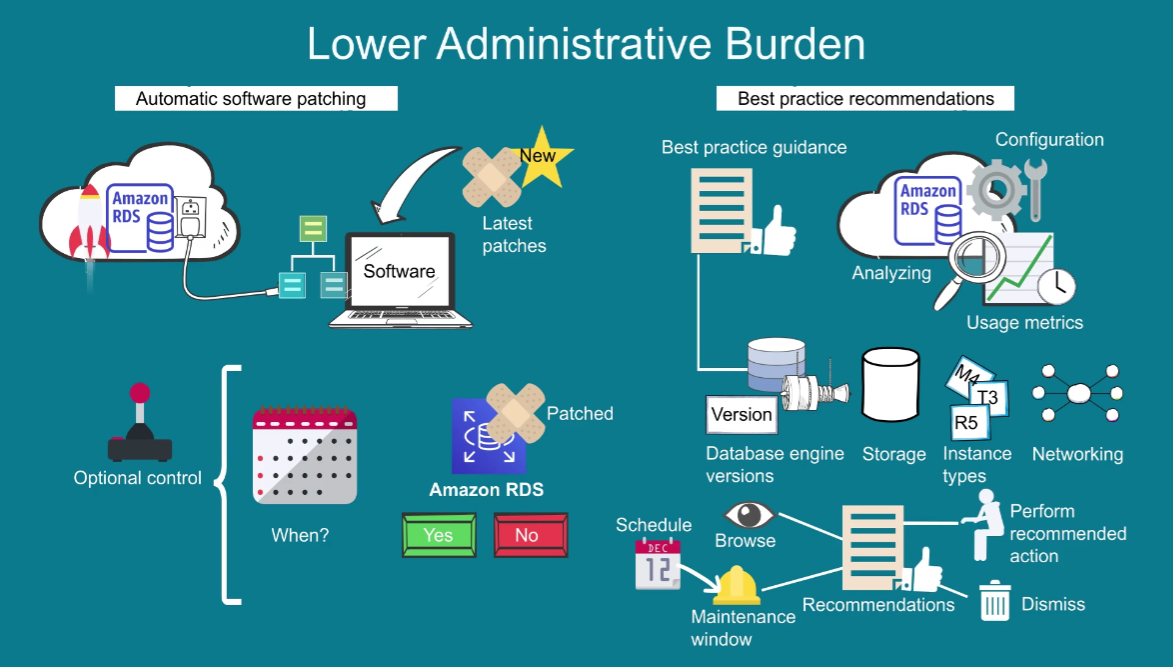 Lower Administrative Burden
Automatic software patching
Amazon
RDS
Software
New
Latest
patches
Optional control
When?
Patched
Amazon RDS
Yes
No
Best practice recommendations
Best practice guidance
Configuration
Amazon
RDS
Analyzing
Usage metrics
Version
Database engine
versions
Storage
M4
T3
R5
Instance
types
Networking
Schedule
DEC
12
Browse
Maintenance
window
Recommendations
Perform
recommended
action
Dismiss